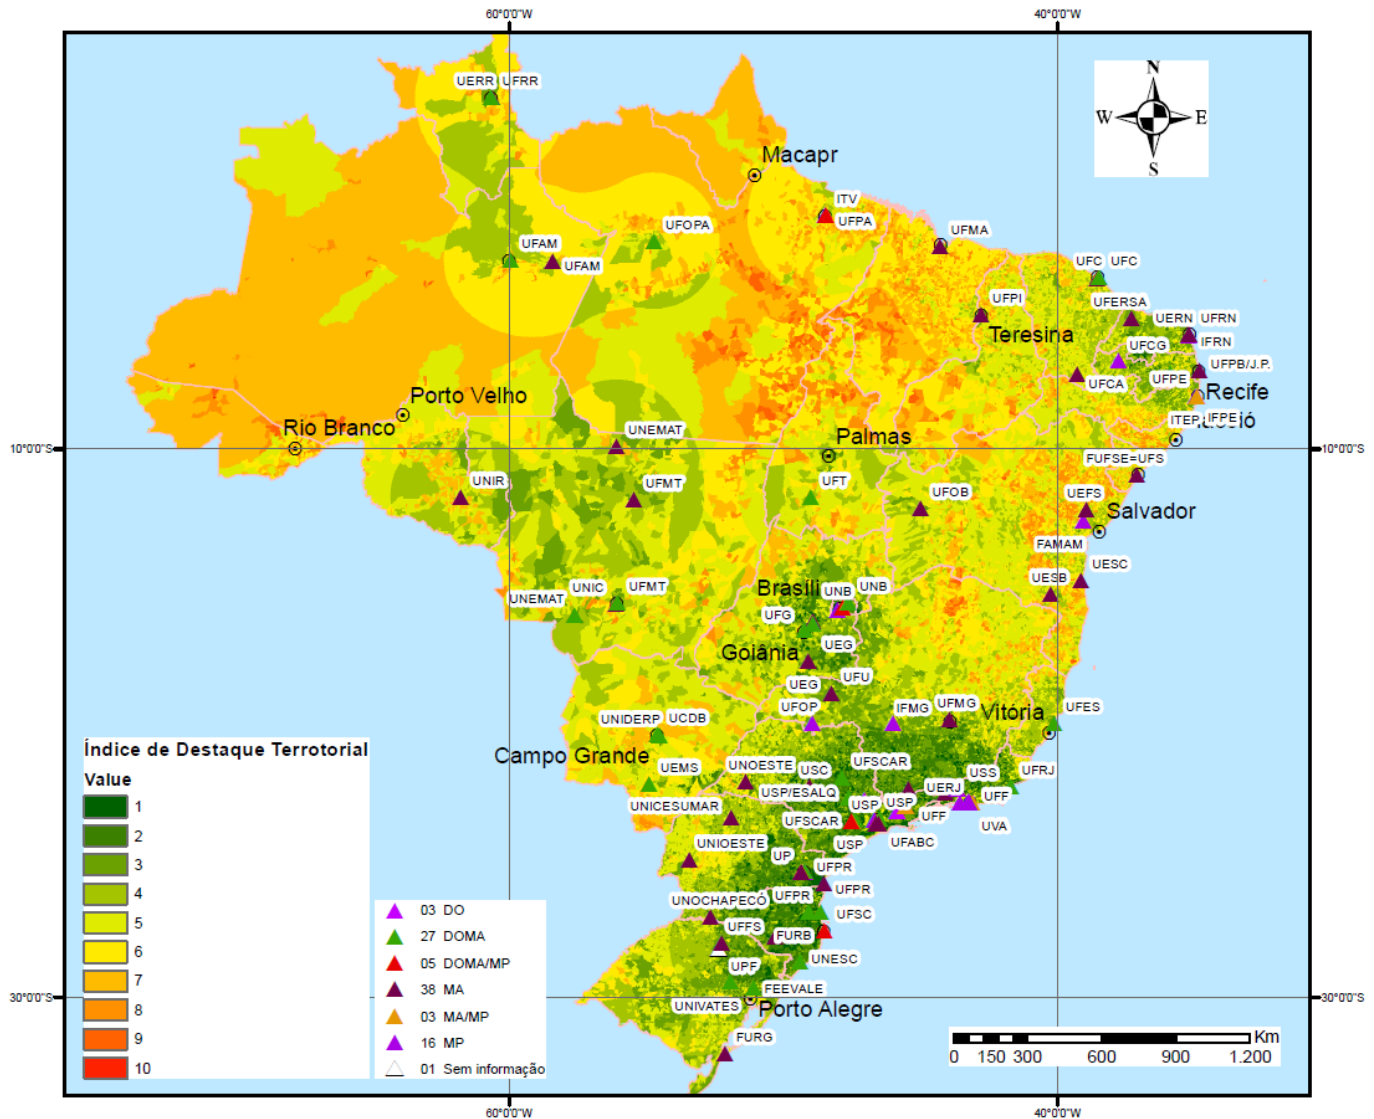 60°0'0"W
40°0'0"W
N
W
E
S
UERR
UFRR
Macapr
ITV
UFPA
UFMA
UFOPA
UFAM
UFAM
UFC
UFC
UFPI
Teresina
UFERSA
UERN
UFRN
IFRN
UFCG
UFPB/J.P.
UFCA
UFPE
Recife
Porto Velho
Rio Branco
ITEP
IFPE
10°0'0"S
10°0'0"S
UNEMAT
Palmas
FUFSE=UFS
UNIR
UFMT
UFT
UFOB
UEFS
Salvador
FAMAM
UESC
UESB
UNIC
UFMT
UNEMAT
Brasíli
UNB
UNB
UFG
UEG
Goiânia
UEG
UFU
UFOP
IFMG
UFMG
Vitória
UFES
UNIDERP
UCDB
Campo Grande
UEMS
UNOESTE
USC
UFSCAR
USS
UFRJ
USP/ESALQ
UERJ
UFF
UNICESUMAR
USP
USP
UFF
UVA
UFSCAR
UFABC
USP
UNIOESTE
UP
UFPR
UFPR
UFPR
UNOCHAPECÓ
UFSC
UFFS
FURB
UPF
UNESC
FEEVALE
UNIVATES
Porto Alegre
FURG
30°0'0"S
30°0'0"S
Índice de Destaque Terrotorial
Value
1
2
3
4
5
6
7
8
9
10
03 DO
27 DOMA
05 DOMA/MP
38 MA
03 MA/MP
16 MP
01 Sem informação
Km
0 150 300 600 900 1.200
60°0'0"W
40°0'0"W